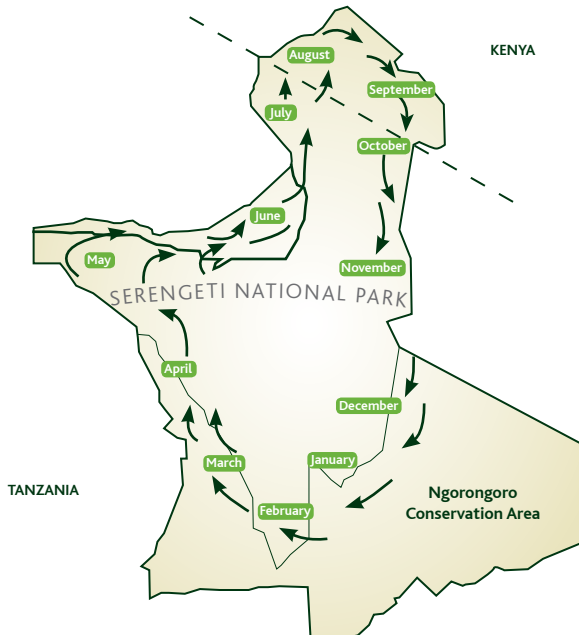 KENYA
August
September
July
October
June
May
November
SERENGETI NATIONAL PARK
April
December
January
March
TANZANIA
February
Ngorongoro
Conservation Area